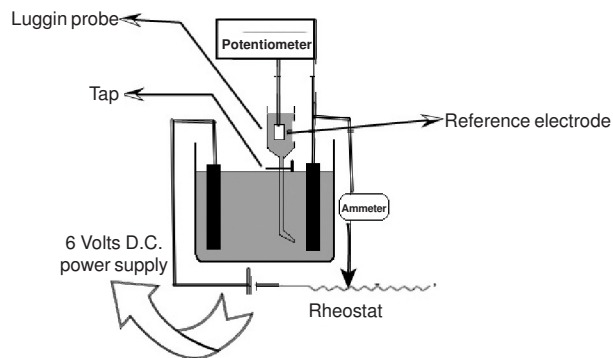 Luggin probe
Potentiometer
Tap
Reference electrode
Ammeter
6 Volts D.C.
power supply
Rheostat